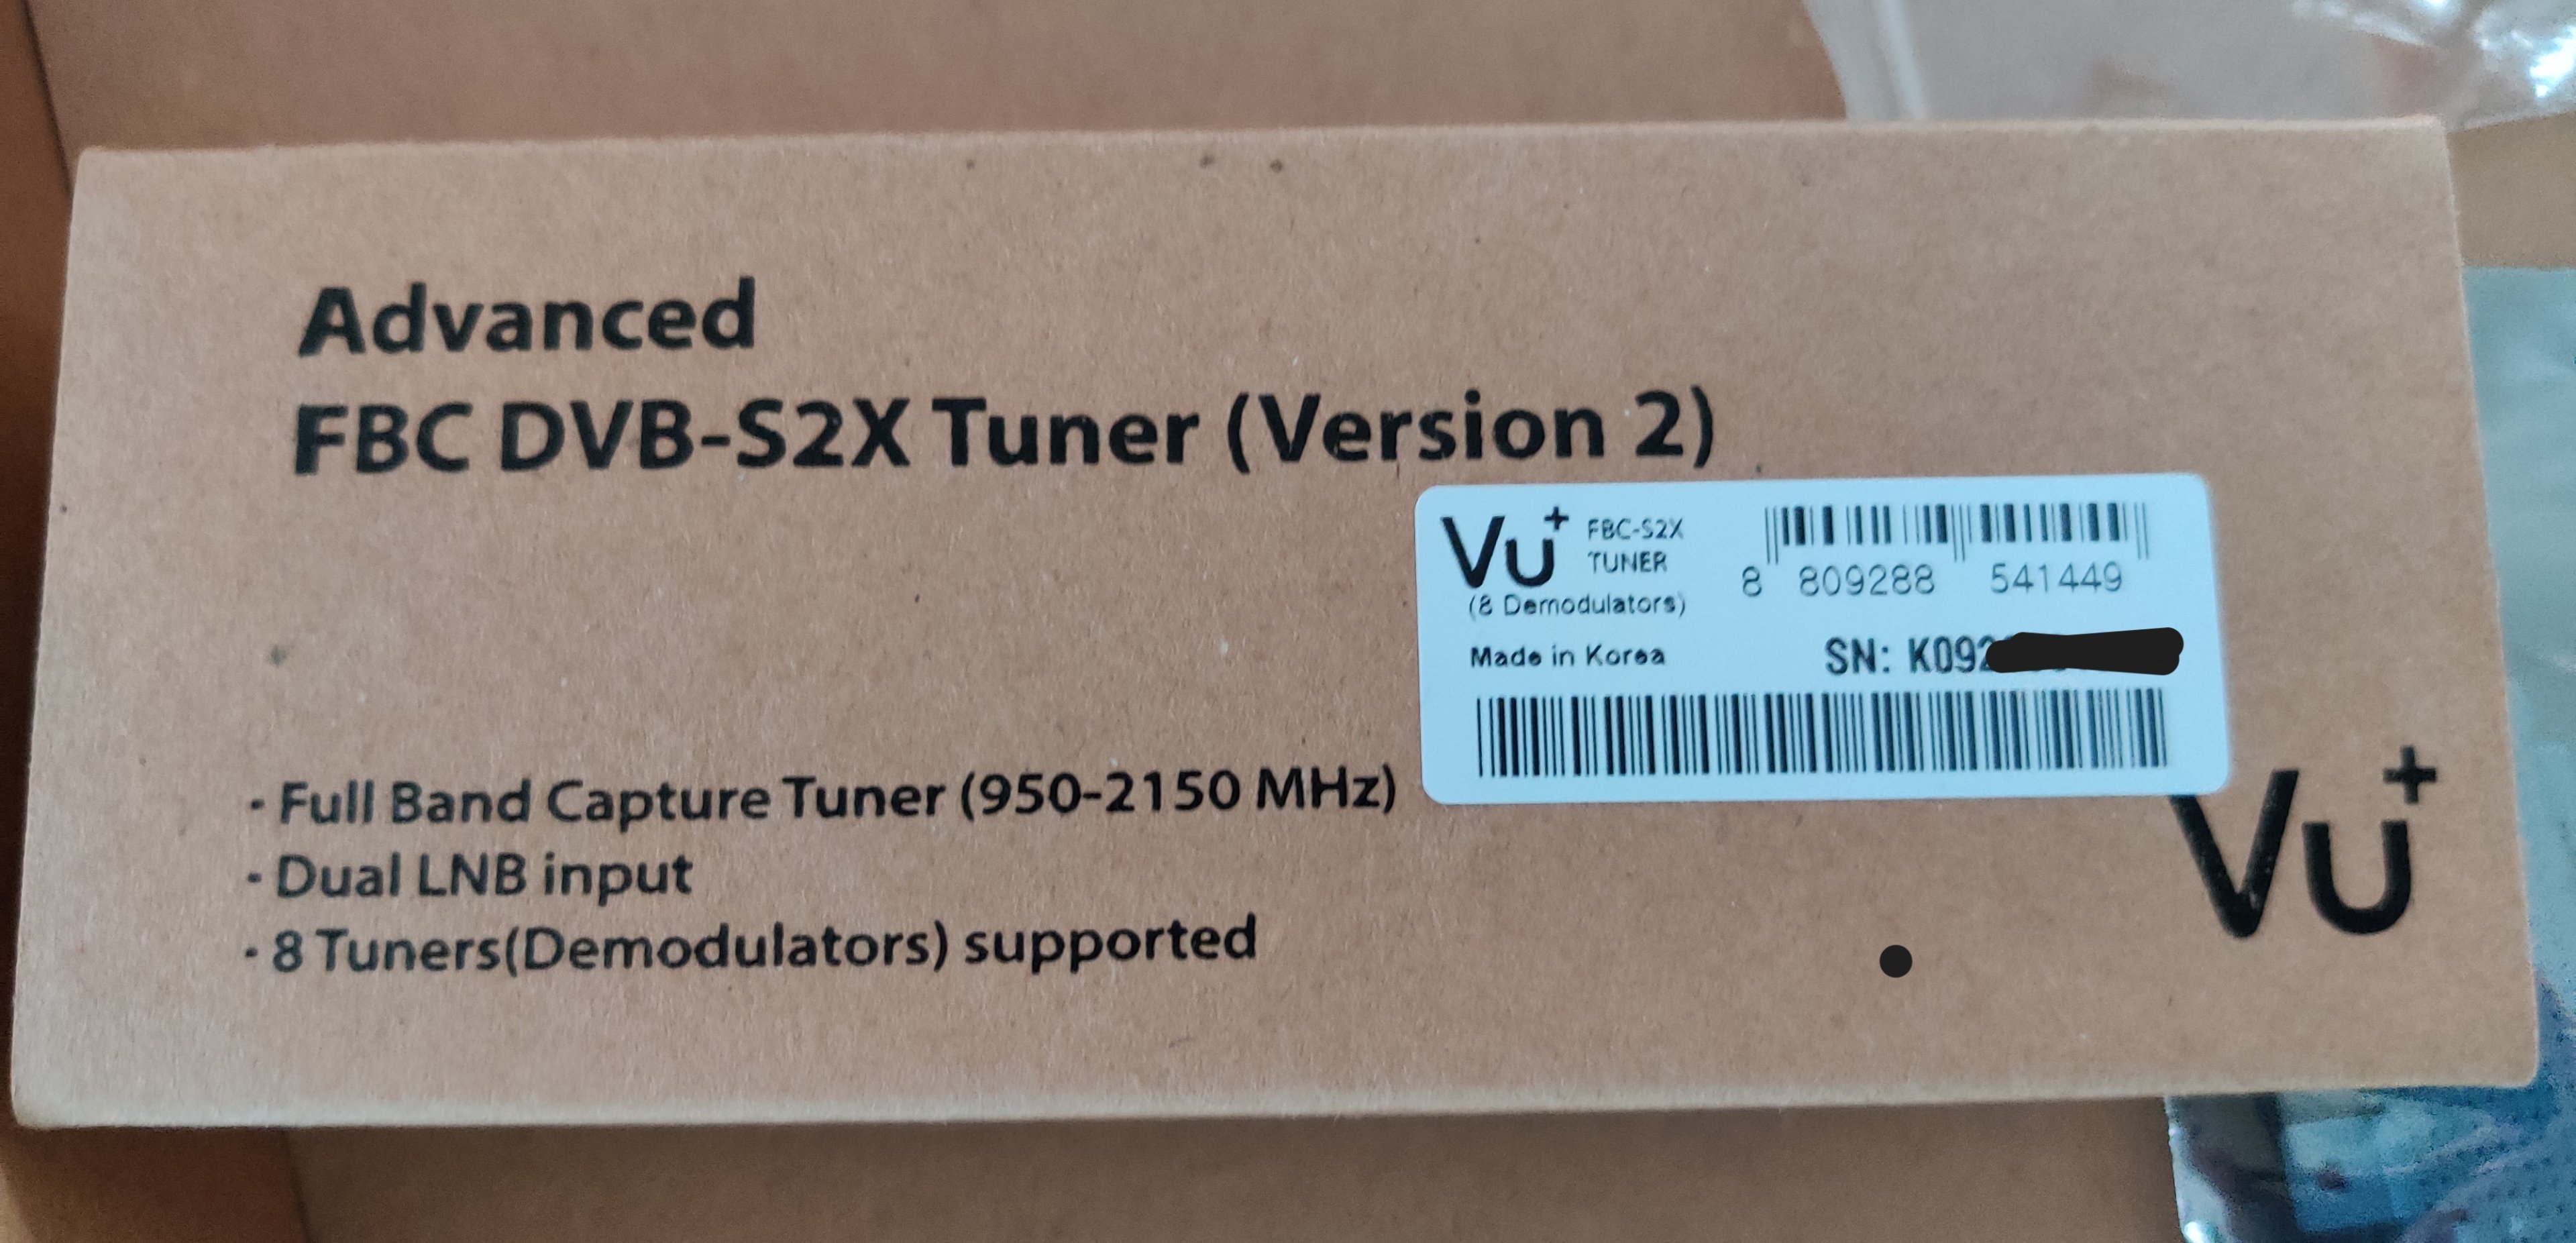 Advanced
FBC DVB-S2X Tuner (Version 2)
Vu+ FBC-S2X
TUNER
(8 Demodulators)
8 809288 541449
Made in Korea
SN: K092
- Full Band Capture Tuner (950-2150 MHz)
- Dual LNB input
- 8 Tuners(Demodulators) supported
Vu+